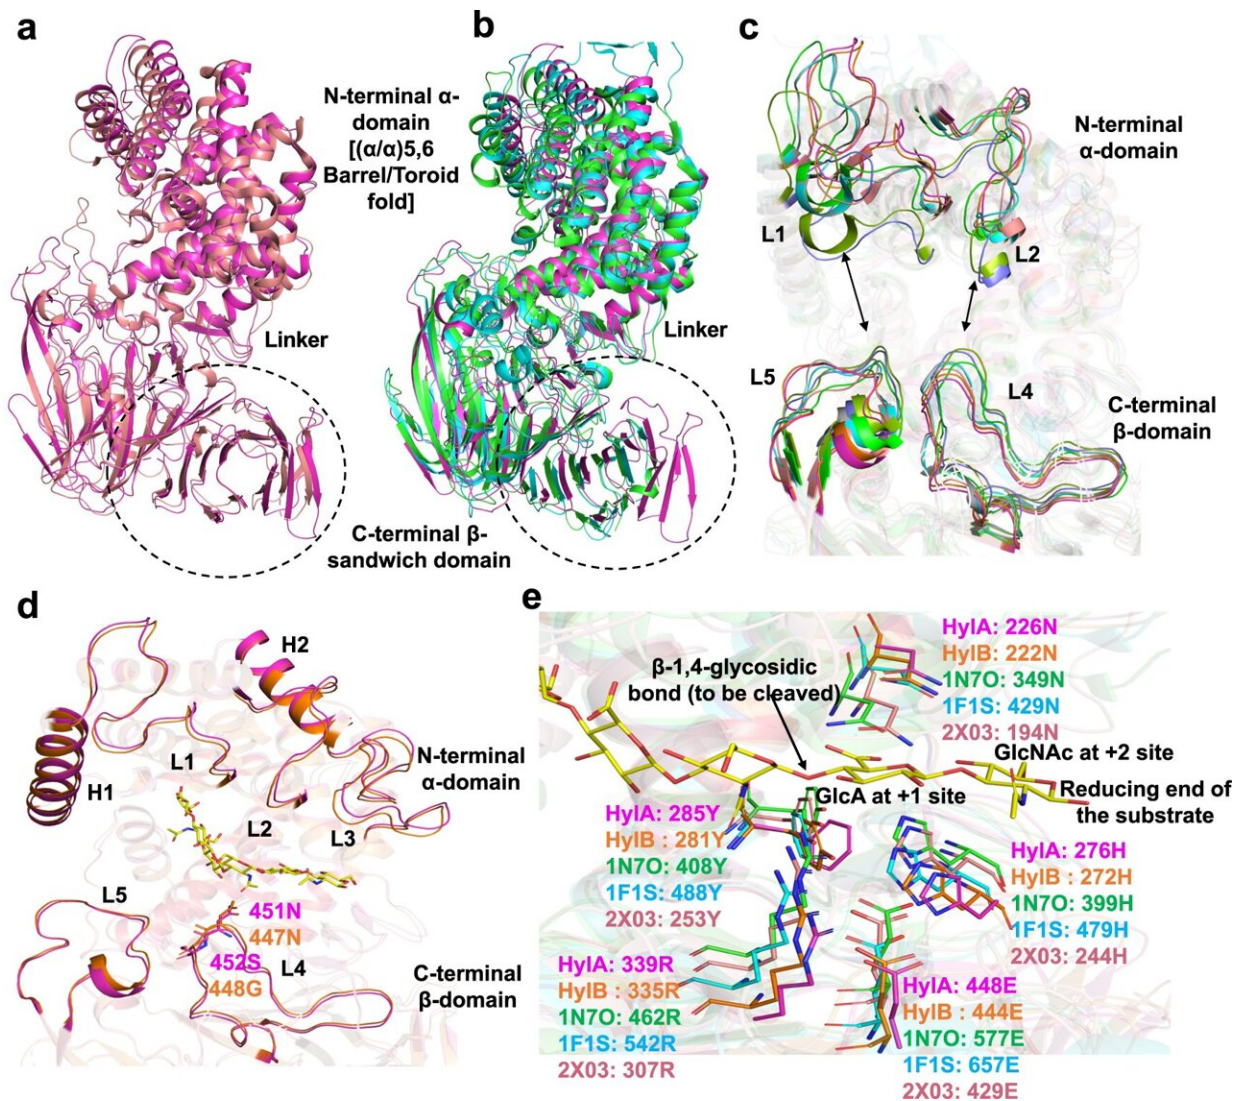 a
b
c
N-terminal α-
domain
[(α/α)5,6
Barrel/Toroid
fold]
Linker
Linker
C-terminal β-
sandwich domain
N-terminal
α-domain
L1
L2
L5
L4
C-terminal
β-domain
d
H2
N-terminal
α-domain
L1
H1
L2
L3
L5
451N
447N
452S
448G
L4
C-terminal
β-domain
e
β-1,4-glycosidic
bond (to be cleaved)
HylA: 226N
HylB: 222N
1N7O: 349N
1F1S: 429N
2X03: 194N
GlcNAc at +2 site
GlcA at +1 site
Reducing end of
the substrate
HylA: 285Y
HylB : 281Y
1N7O: 408Y
1F1S: 488Y
2X03: 253Y
HylA: 276H
HylB : 272H
1N7O: 399H
1F1S: 479H
2X03: 244H
HylA: 339R
HylB : 335R
1N7O: 462R
1F1S: 542R
2X03: 307R
HylA: 448E
HylB : 444E
1N7O: 577E
1F1S: 657E
2X03: 429E